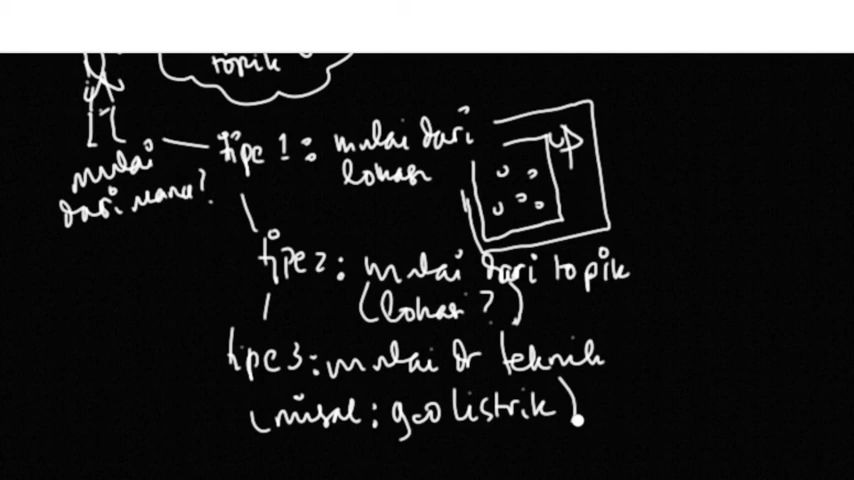 topik
mulai
dari mana?
tipe 1: mulai dari
lokasi
tipe 2: mulai dari topik
(lokasi ?)
tipe 3: mulai dr teknik
(misal: geolistrik)